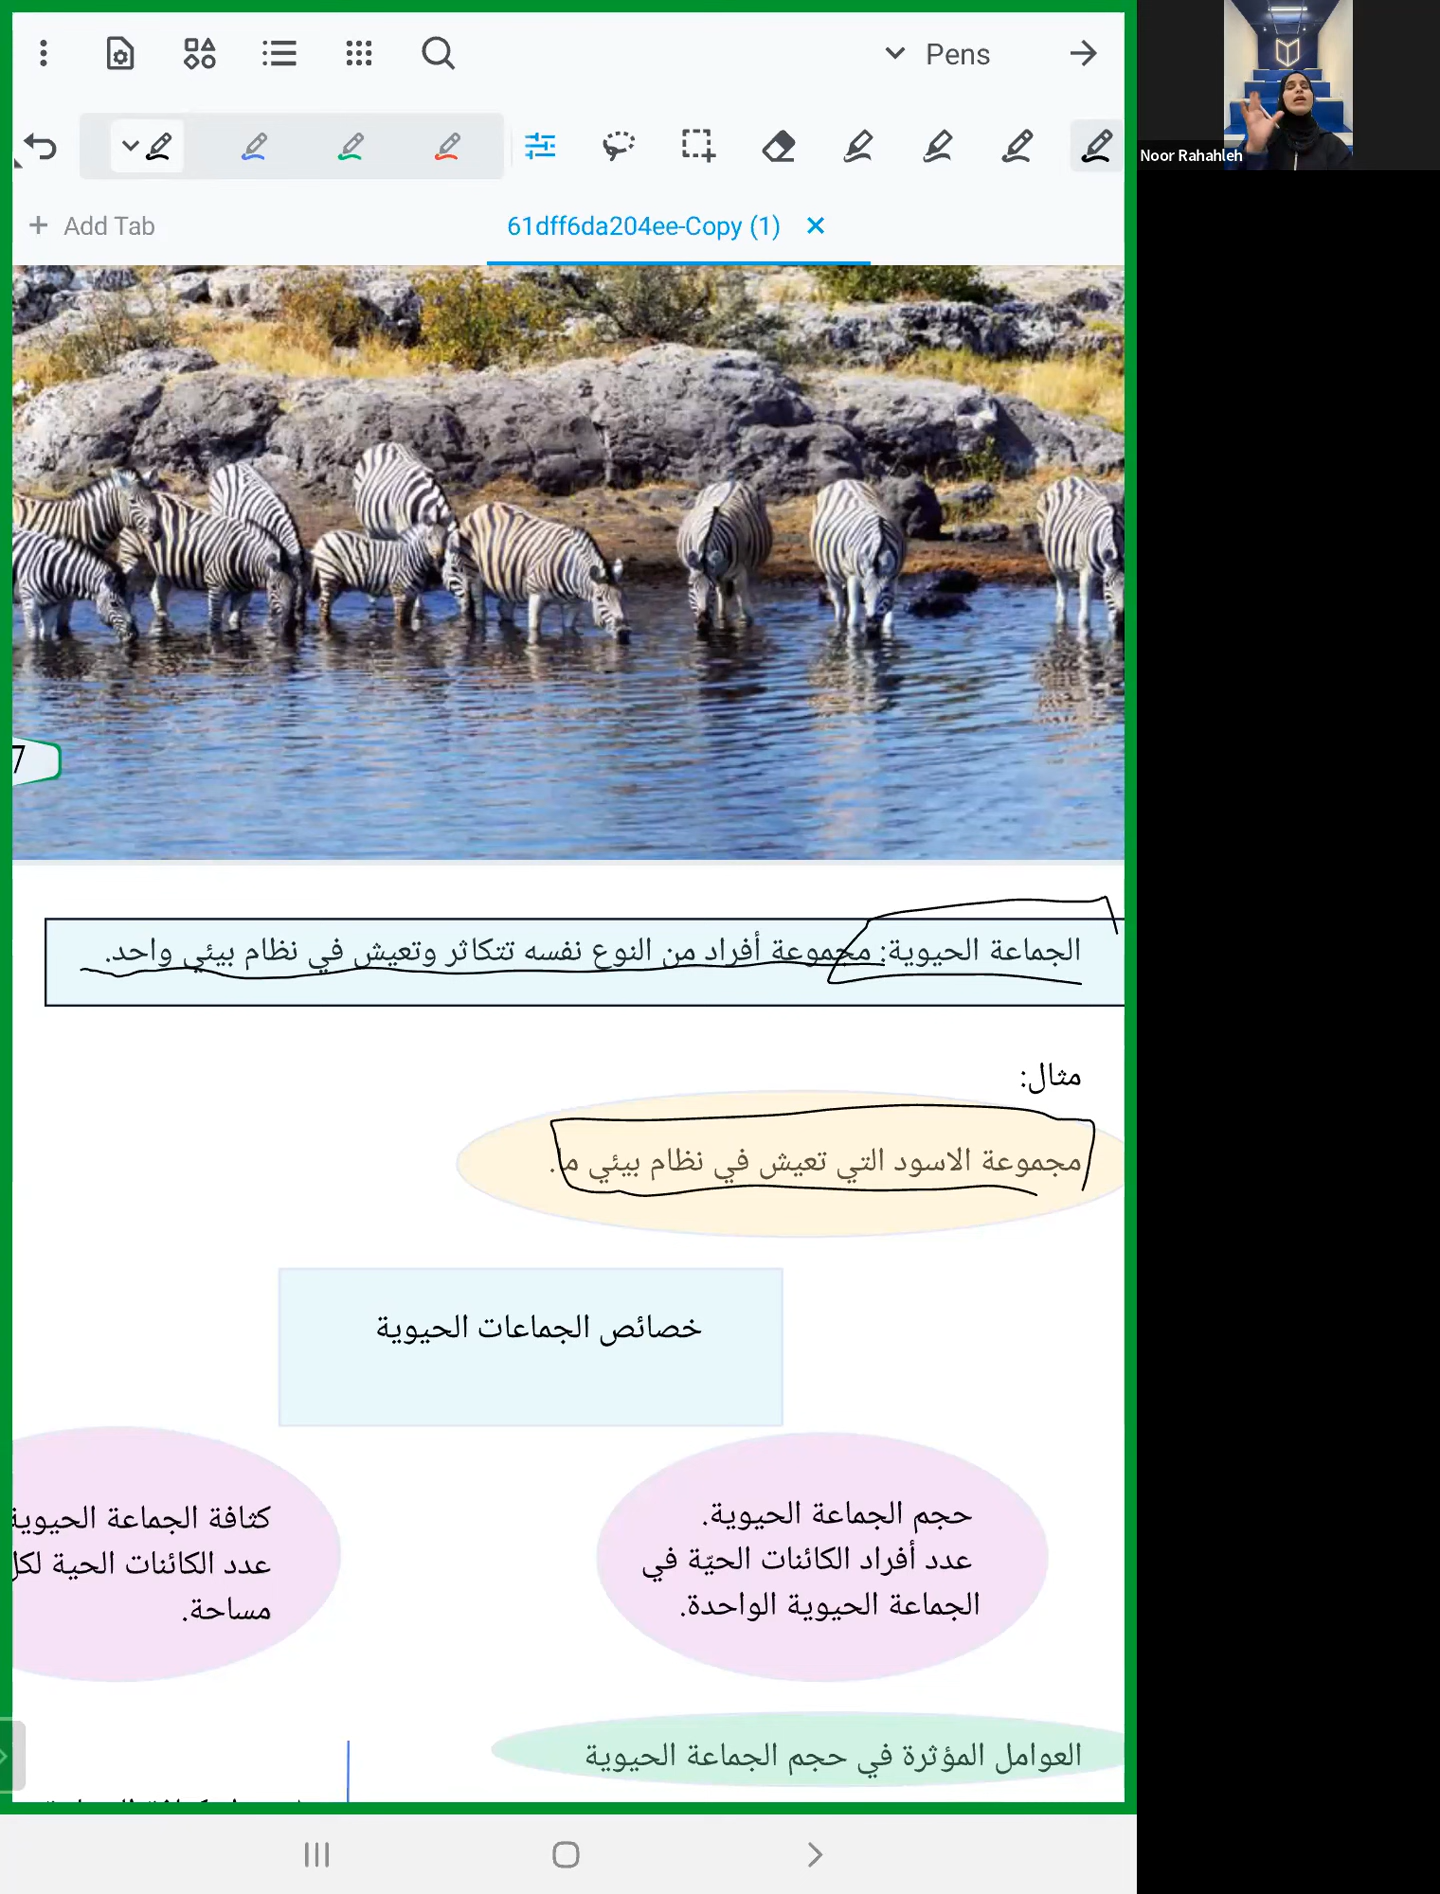 Pens
Noor Rahahleh
Add Tab
61dff6da204ee-Copy (1)
7
الجماعة الحيوية: مجموعة أفراد من النوع نفسه تتكاثر وتعيش في نظام بيئي واحد.
مثال:
مجموعة الاسود التي تعيش في نظام بيئي ما.
خصائص الجماعات الحيوية
حجم الجماعة الحيوية.
عدد أفراد الكائنات الحيّة في
الجماعة الحيوية الواحدة.
كثافة الجماعة الحيوية
عدد الكائنات الحية لكل
مساحة.
العوامل المؤثرة في حجم الجماعة الحيوية